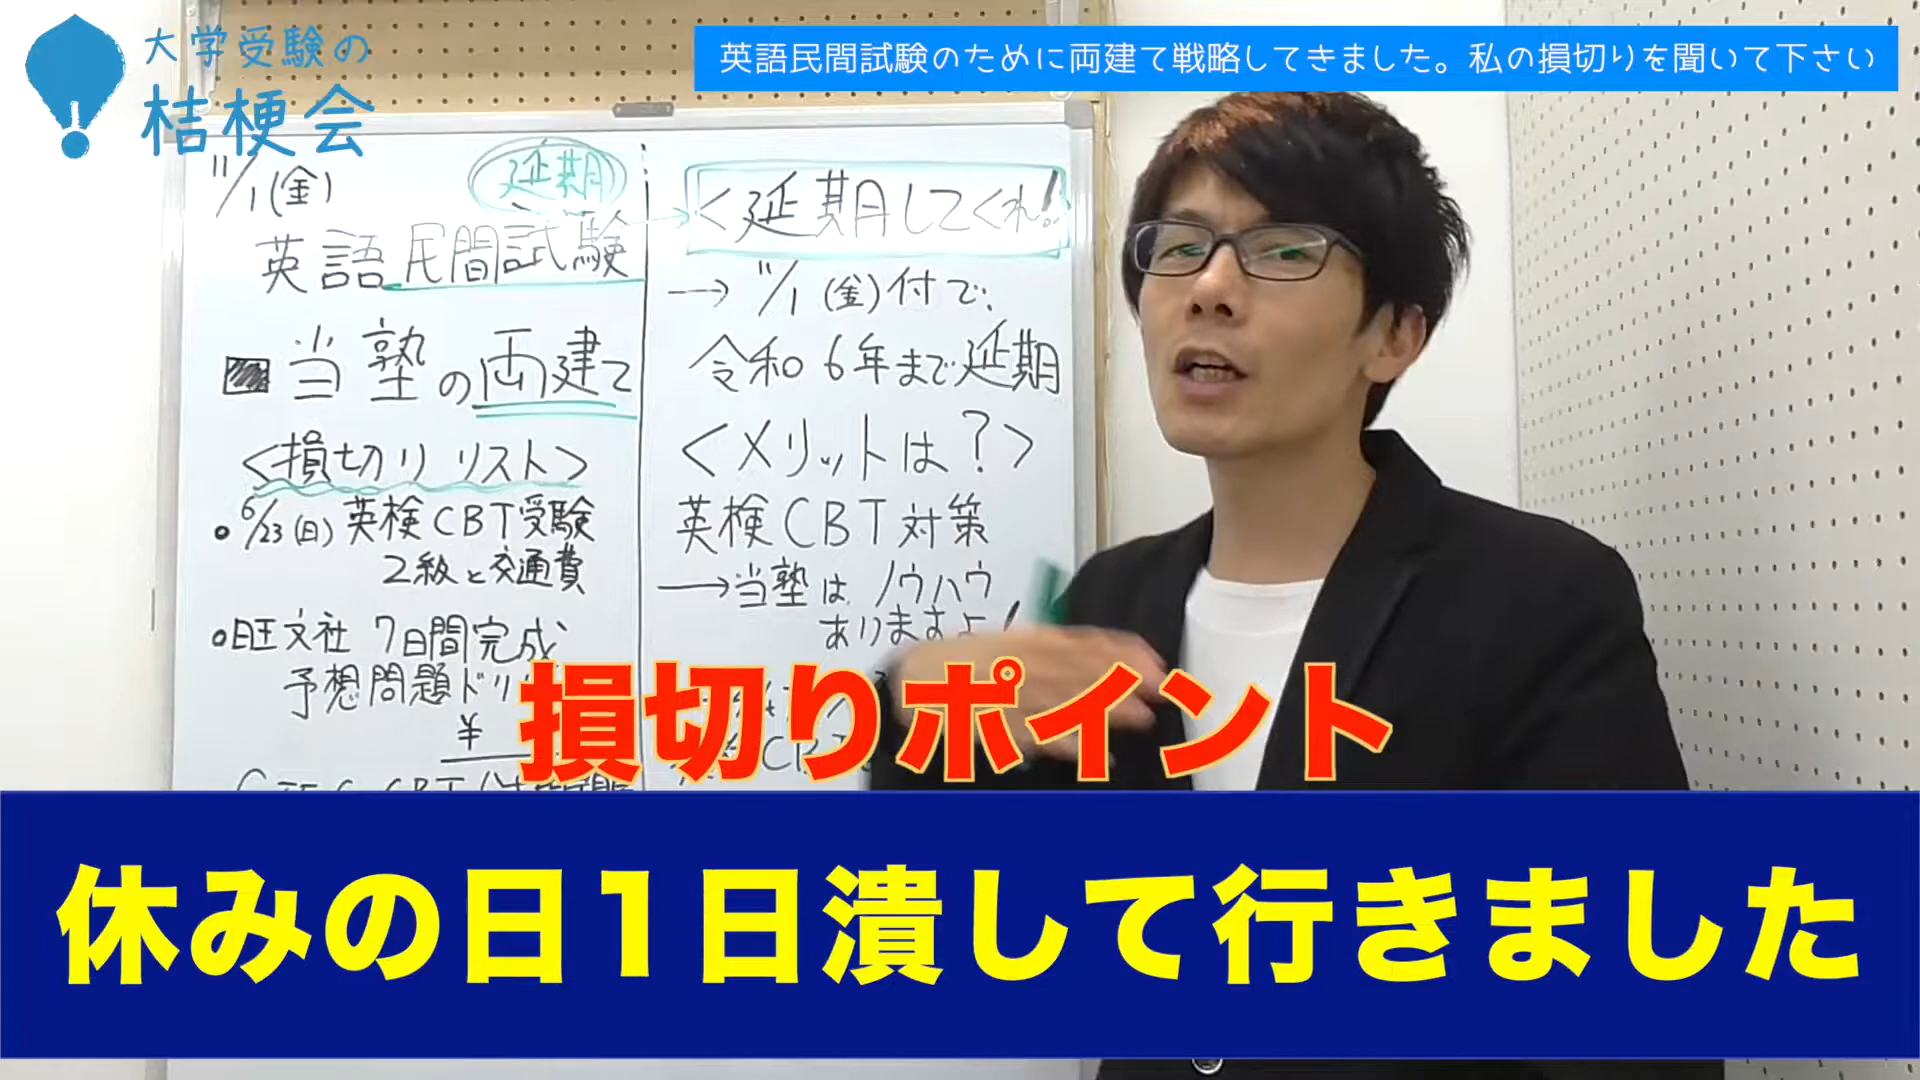 大学受験の
桔梗会
英語民間試験のために両建て戦略してきました。私の損切りを聞いて下さい
11/1(金)
延期
英語民間試験
当塾の両建て
<損切りリスト>
・6/23(日)英検CBT受験
2級と交通費
・旺文社 7日間完成
予想問題ドリ
¥
<延期してくれ!>
→ 11/1(金)付で、
令和6年まで延期
<メリットは?>
英検CBT対策
→当塾は ノウハウ
ありますよ!
損切りポイント
休みの日1日潰して行きました